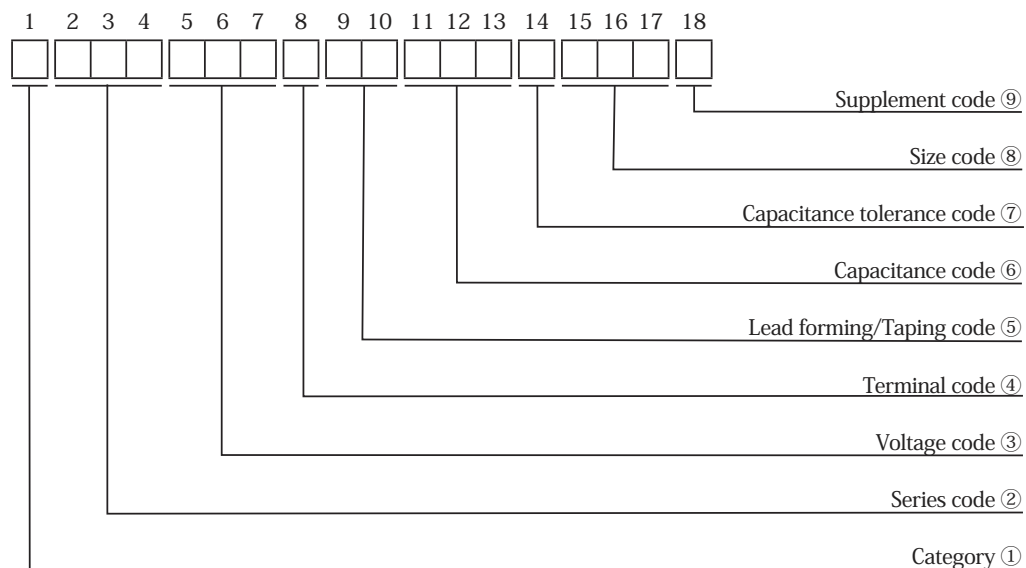 1 2 3 4 5 6 7 8 9 10 11 12 13 14 15 16 17 18
Supplement code ⑨
Size code ⑧
Capacitance tolerance code ⑦
Capacitance code ⑥
Lead forming/Taping code ⑤
Terminal code ④
Voltage code ③
Series code ②
Category ①